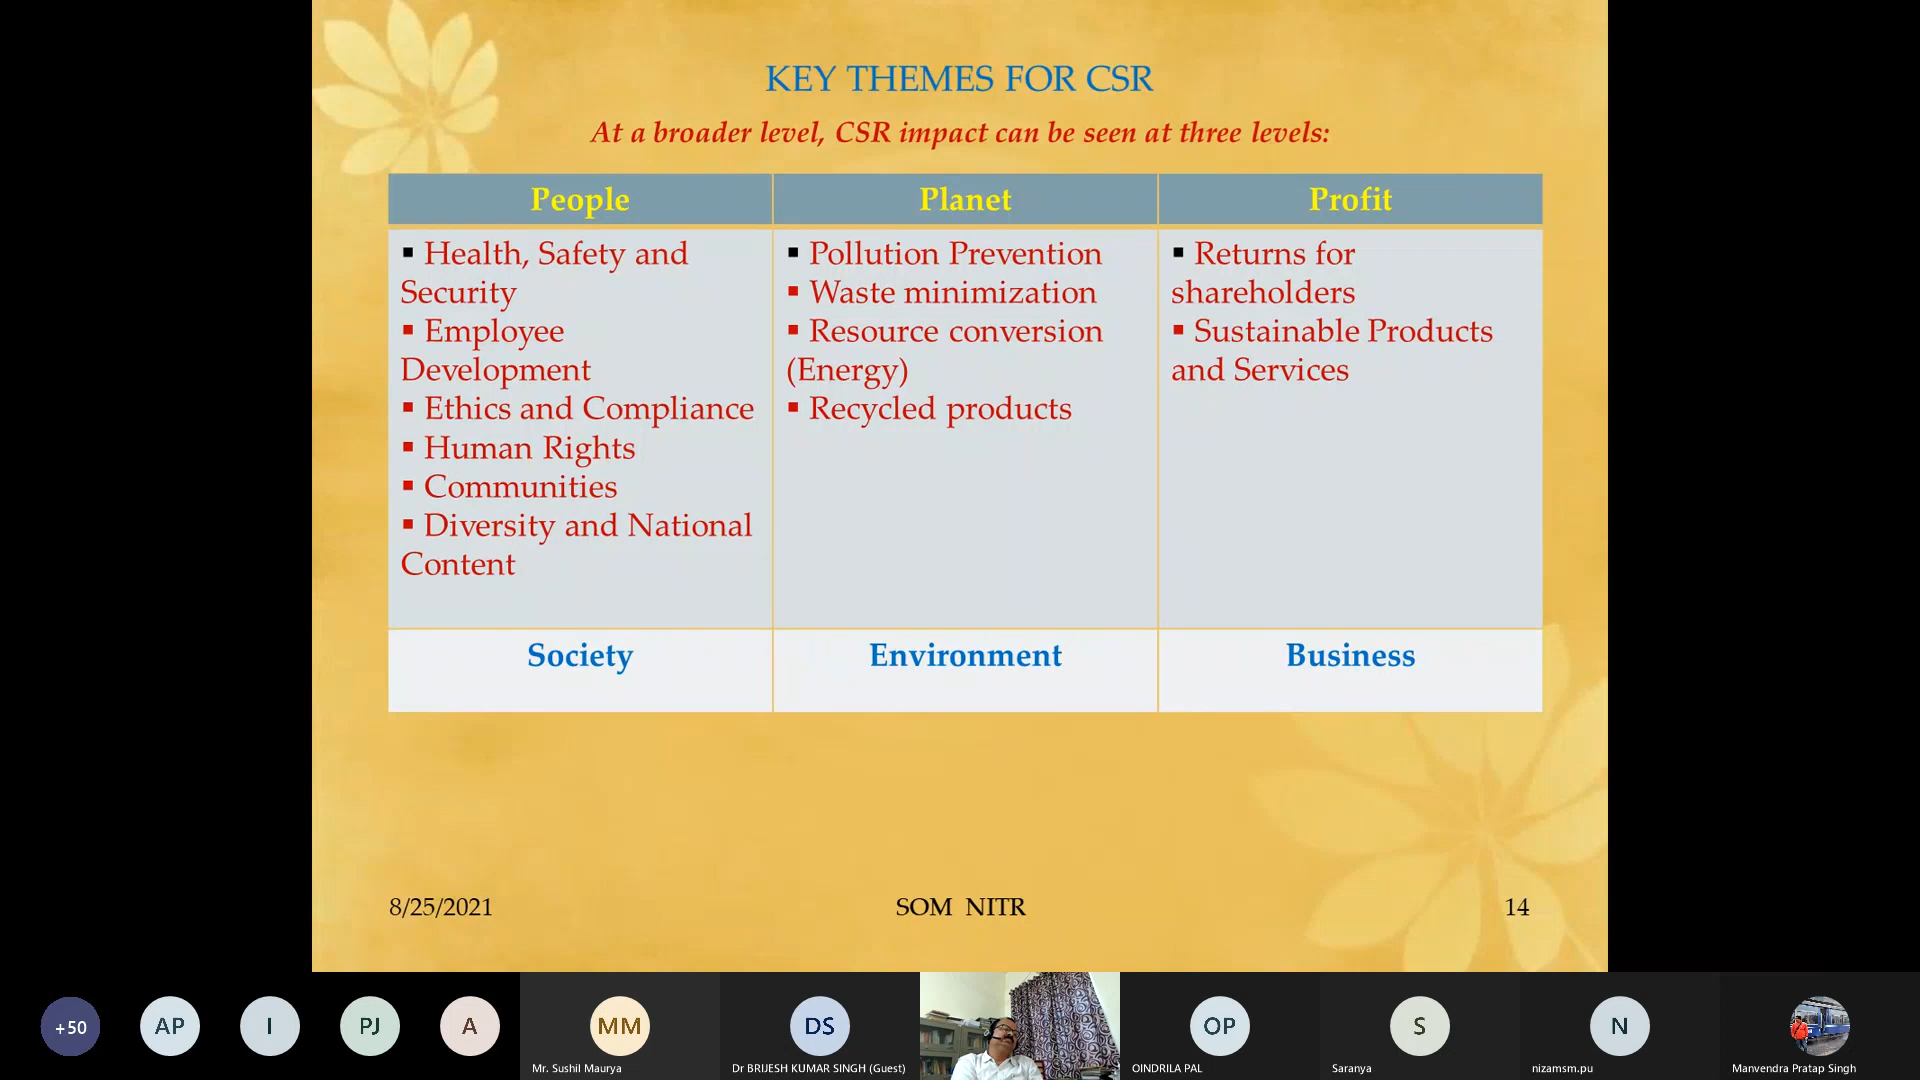 KEY THEMES FOR CSR
At a broader level, CSR impact can be seen at three levels:
People
Planet
Profit
▪ Health, Safety and
Security
▪ Employee
Development
▪ Ethics and Compliance
▪ Human Rights
▪ Communities
▪ Diversity and National
Content
▪ Pollution Prevention
▪ Waste minimization
▪ Resource conversion
(Energy)
▪ Recycled products
▪ Returns for
shareholders
▪ Sustainable Products
and Services
Society
Environment
Business
8/25/2021
SOM NITR
14
+50
AP
I
PJ
A
MM
Mr. Sushil Maurya
DS
Dr BRIJESH KUMAR SINGH (Guest)
OP
OINDRILA PAL
S
Saranya
N
nizamsm.pu
Manvendra Pratap Singh